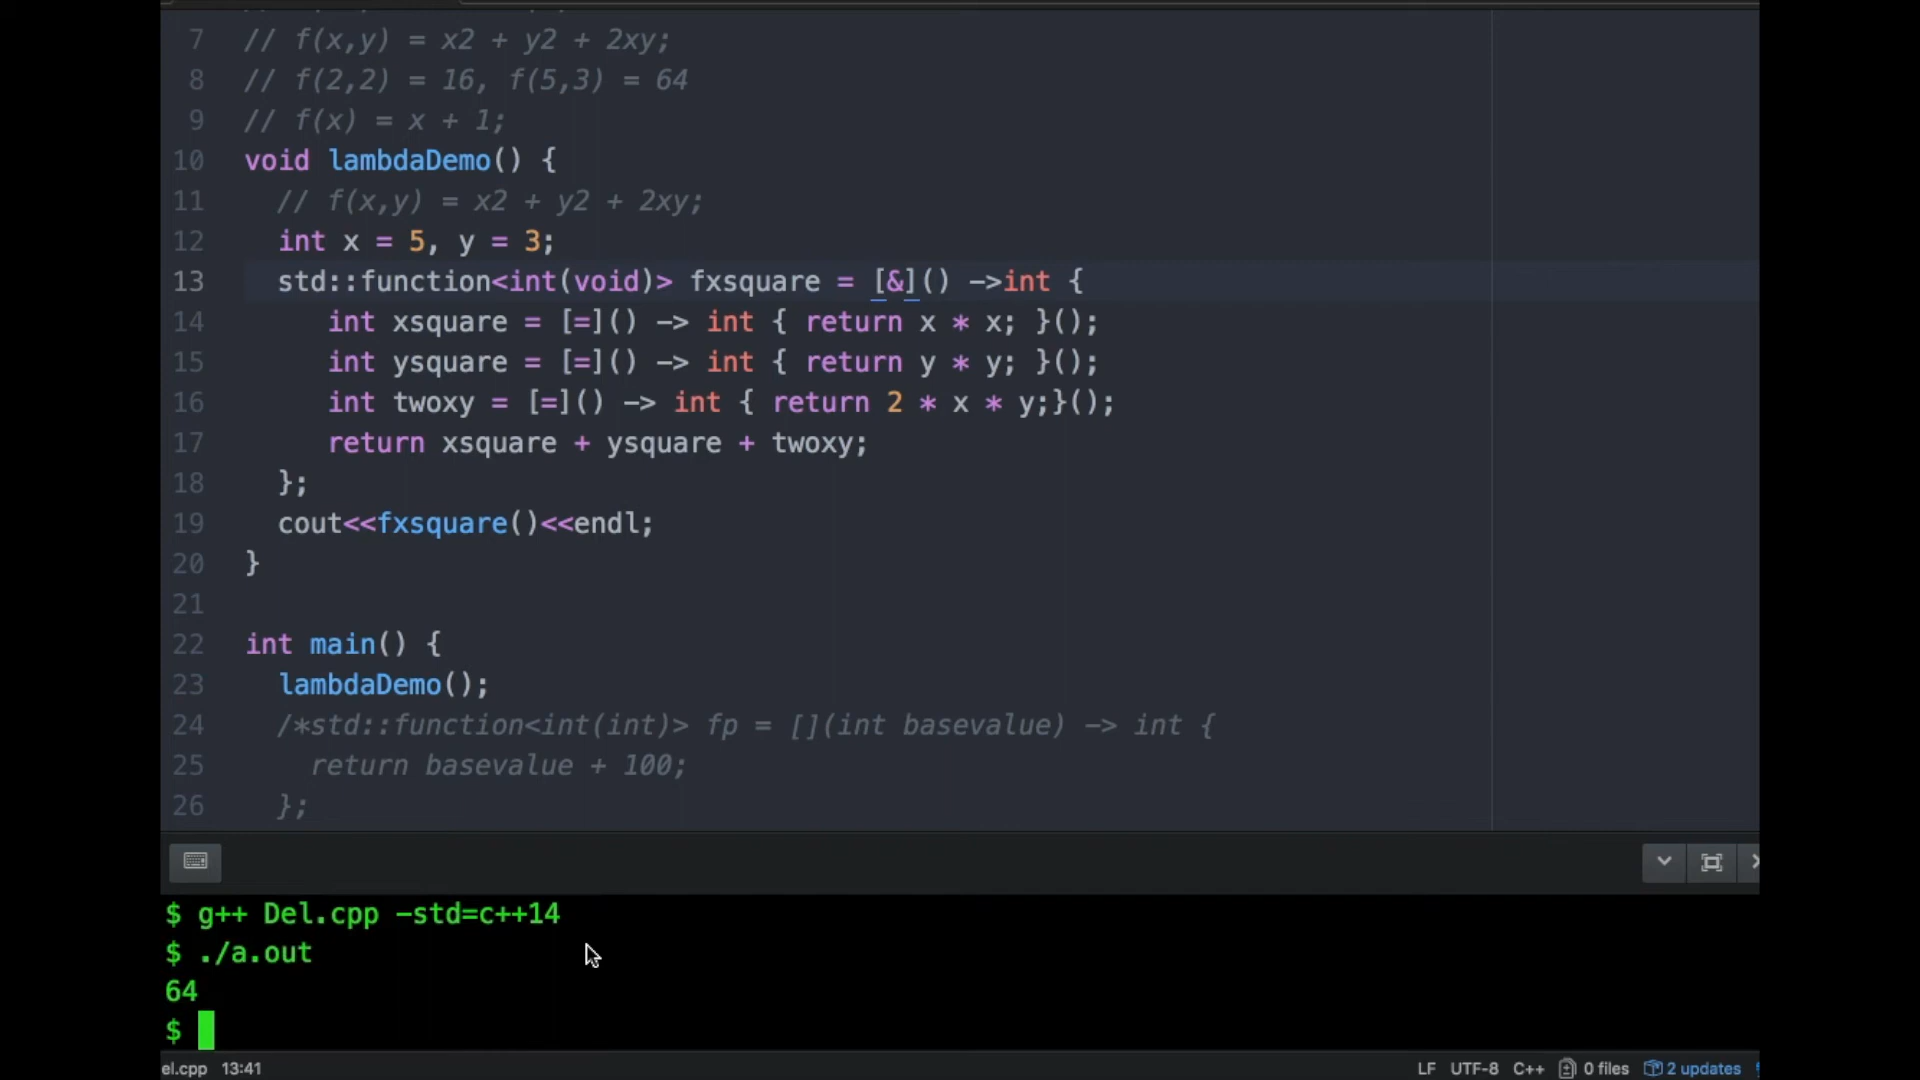 7 // f(x,y) = x2 + y2 + 2xy;
8 // f(2,2) = 16, f(5,3) = 64
9 // f(x) = x + 1;
10 void lambdaDemo() {
11 // f(x,y) = x2 + y2 + 2xy;
12 int x = 5, y = 3;
13 std::function<int(void)> fxsquare = [&]() ->int {
14 int xsquare = [=]() -> int { return x * x; }();
15 int ysquare = [=]() -> int { return y * y; }();
16 int twoxy = [=]() -> int { return 2 * x * y;}();
17 return xsquare + ysquare + twoxy;
18 };
19 cout<<fxsquare()<<endl;
20 }
21
22 int main() {
23 lambdaDemo();
24 /*std::function<int(int)> fp = [](int basevalue) -> int {
25 return basevalue + 100;
26 };
$ g++ Del.cpp -std=c++14
$ ./a.out
64
$
el.cpp 13:41 LF UTF-8 C++ 0 files 2 updates